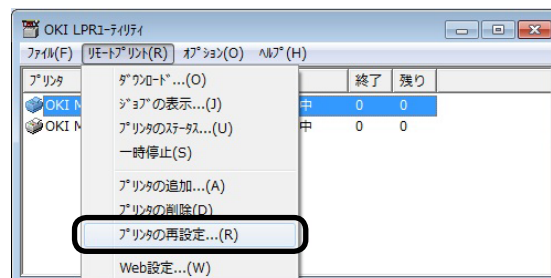 OKI LPRﾕｰﾃｨﾘﾃｨ
ﾌｧｲﾙ(F) ﾘﾓｰﾄﾌﾟﾘﾝﾄ(R) ｵﾌﾟｼｮﾝ(O) ﾍﾙﾌﾟ(H)
ﾌﾟﾘﾝﾀ 終了 残り
OKI M 中 0 0
OKI M 中 0 0
ﾀﾞｳﾝﾛｰﾄﾞ...(O)
ｼﾞｮﾌﾞの表示...(J)
ﾌﾟﾘﾝﾀのｽﾃｰﾀｽ...(U)
一時停止(S)
ﾌﾟﾘﾝﾀの追加...(A)
ﾌﾟﾘﾝﾀの削除(D)
ﾌﾟﾘﾝﾀの再設定...(R)
Web設定...(W)